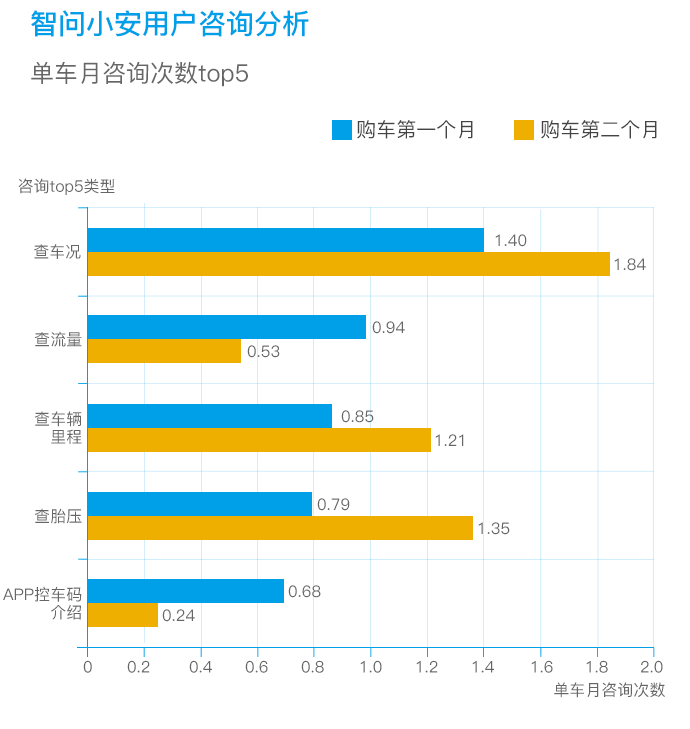 智问小安用户咨询分析
单车月咨询次数top5
购车第一个月 购车第二个月
咨询top5类型
查车况
1.40
1.84
查流量
0.94
0.53
查车辆
里程
0.85
1.21
查胎压
0.79
1.35
APP控车码
介绍
0.68
0.24
0 0.2 0.4 0.6 0.8 1.0 1.2 1.4 1.6 1.8 2.0
单车月咨询次数